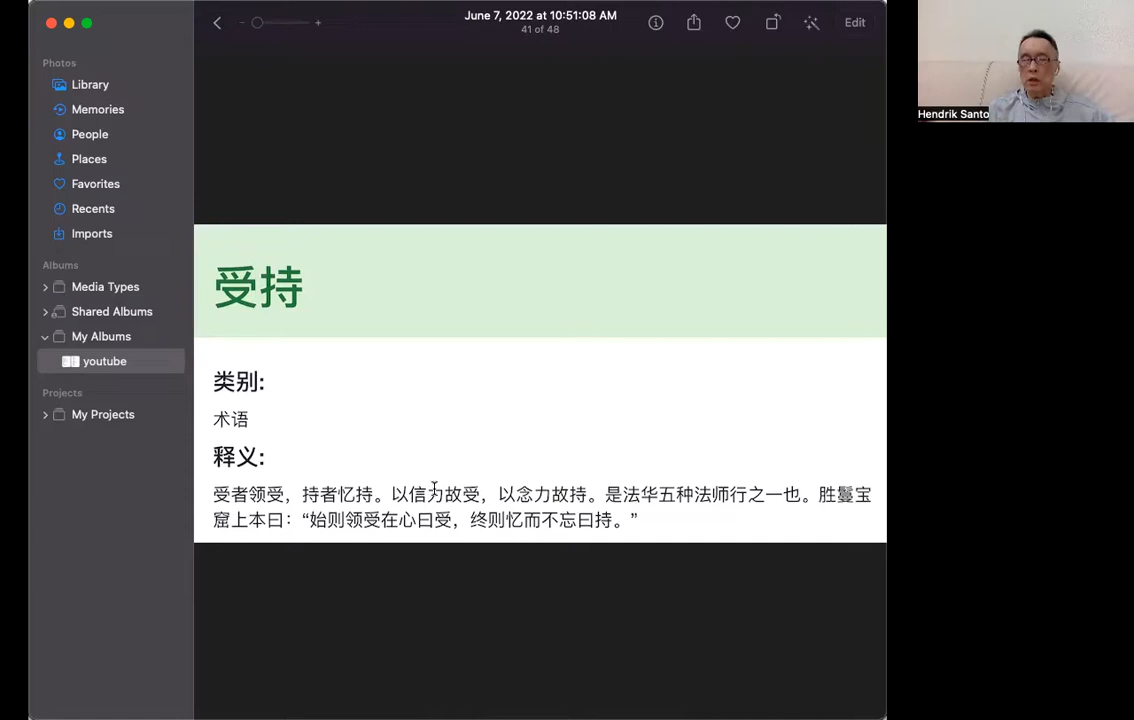 June 7, 2022 at 10:51:08 AM
41 of 48
Edit
Photos
Library
Memories
People
Places
Favorites
Recents
Imports
Albums
Media Types
Shared Albums
My Albums
youtube
Projects
My Projects
受持
类别:
术语
释义:
受者领受，持者忆持。以信力故受，以念力故持。是法华五种法师行之一也。胜鬘宝
窟上本曰：“始则领受在心曰受，终则忆而不忘曰持。”
Hendrik Santo